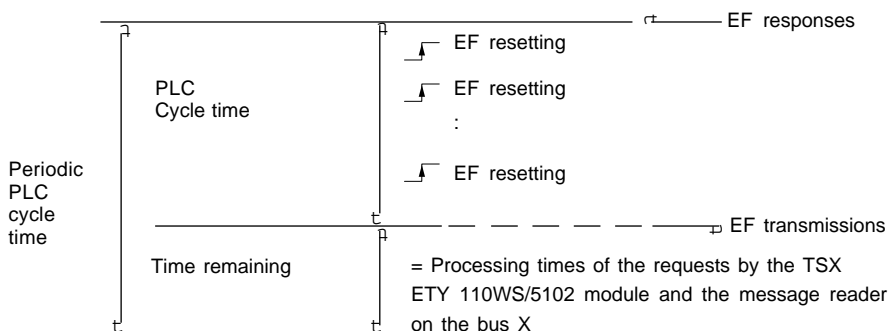 EF responses
EF resetting
PLC
Cycle time
EF resetting
:
Periodic
PLC
cycle
time
EF resetting
EF transmissions
Time remaining
= Processing times of the requests by the TSX
ETY 110WS/5102 module and the message reader
on the bus X